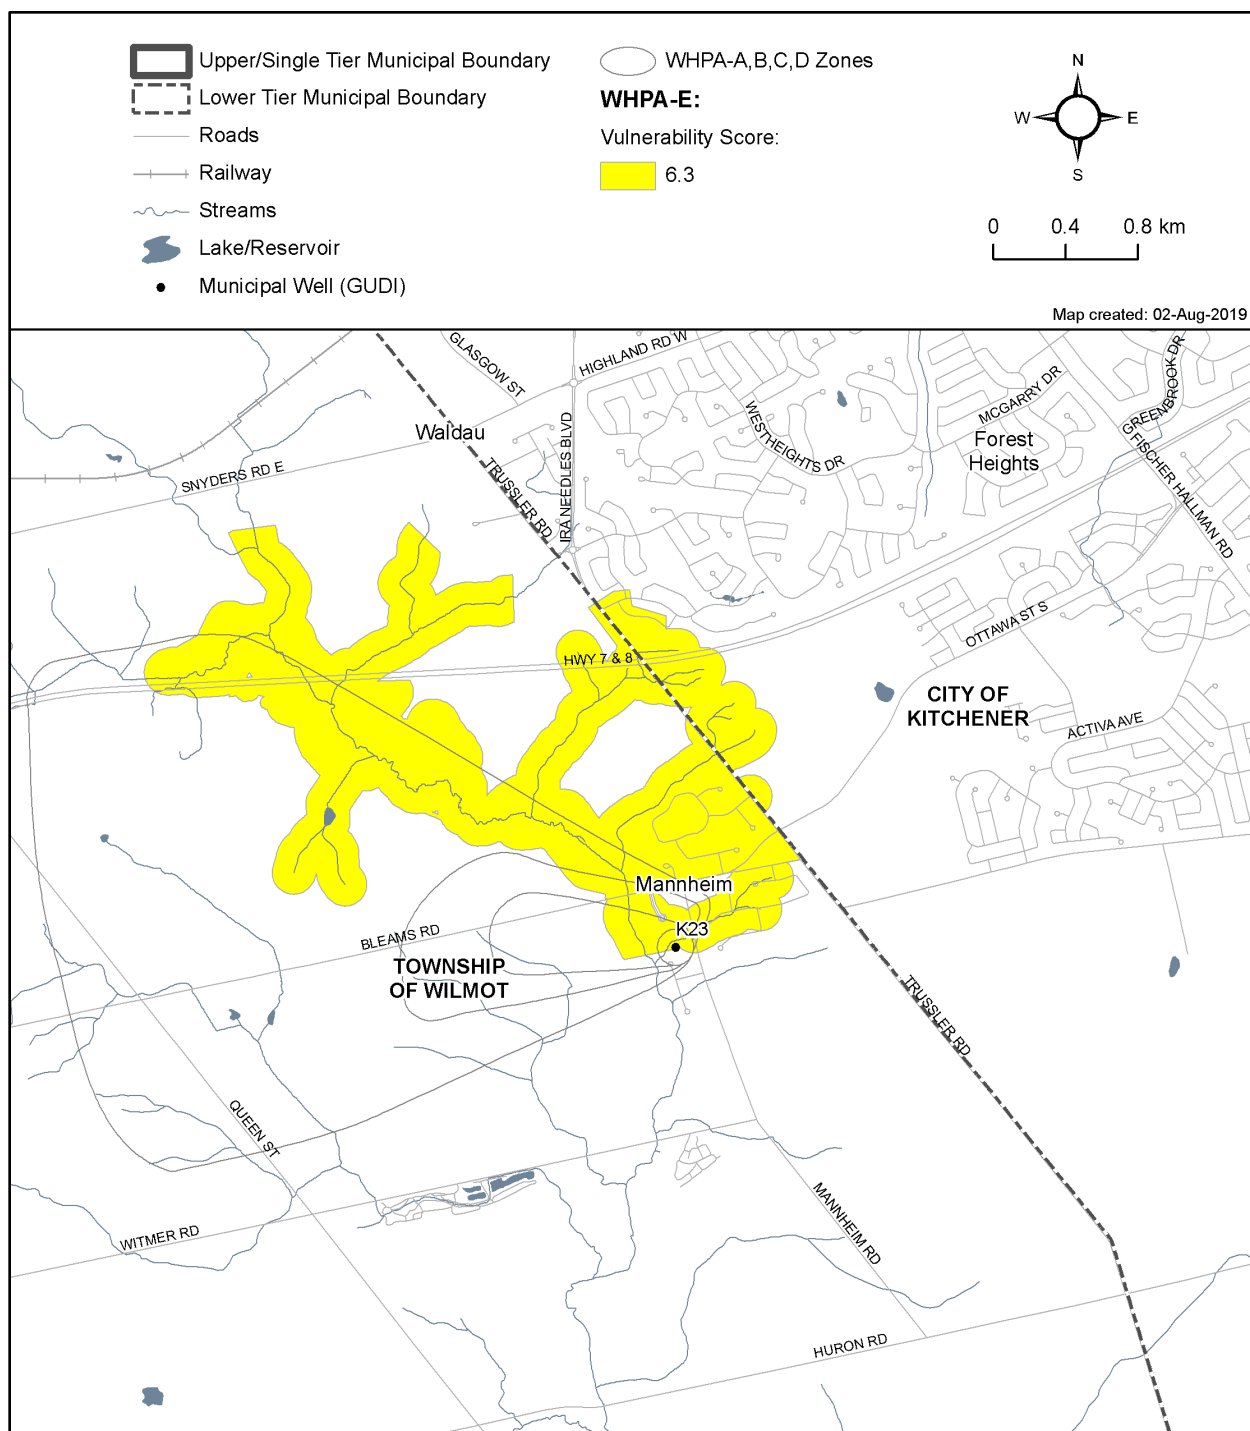 Upper/Single Tier Municipal Boundary
Lower Tier Municipal Boundary
Roads
Railway
Streams
Lake/Reservoir
Municipal Well (GUDI)
WHPA-A,B,C,D Zones
WHPA-E:
Vulnerability Score:
6.3
N
W
E
S
0 0.4 0.8 km
Map created: 02-Aug-2019
GLASGOW ST
HIGHLAND RD W
IRA NEEDLES BLVD
WESTHEIGHTS DR
MCGARRY DR
GREENBROOK DR
FISCHER HALLMAN RD
Forest
Heights
Waldau
SNYDERS RD E
TRUSSLER RD
OTTAWA ST S
HWY 7 & 8
CITY OF
KITCHENER
ACTIVA AVE
Mannheim
K23
BLEAMS RD
TOWNSHIP
OF WILMOT
TRUSSLER RD
QUEEN ST
WITMER RD
MANNHEIM RD
HURON RD